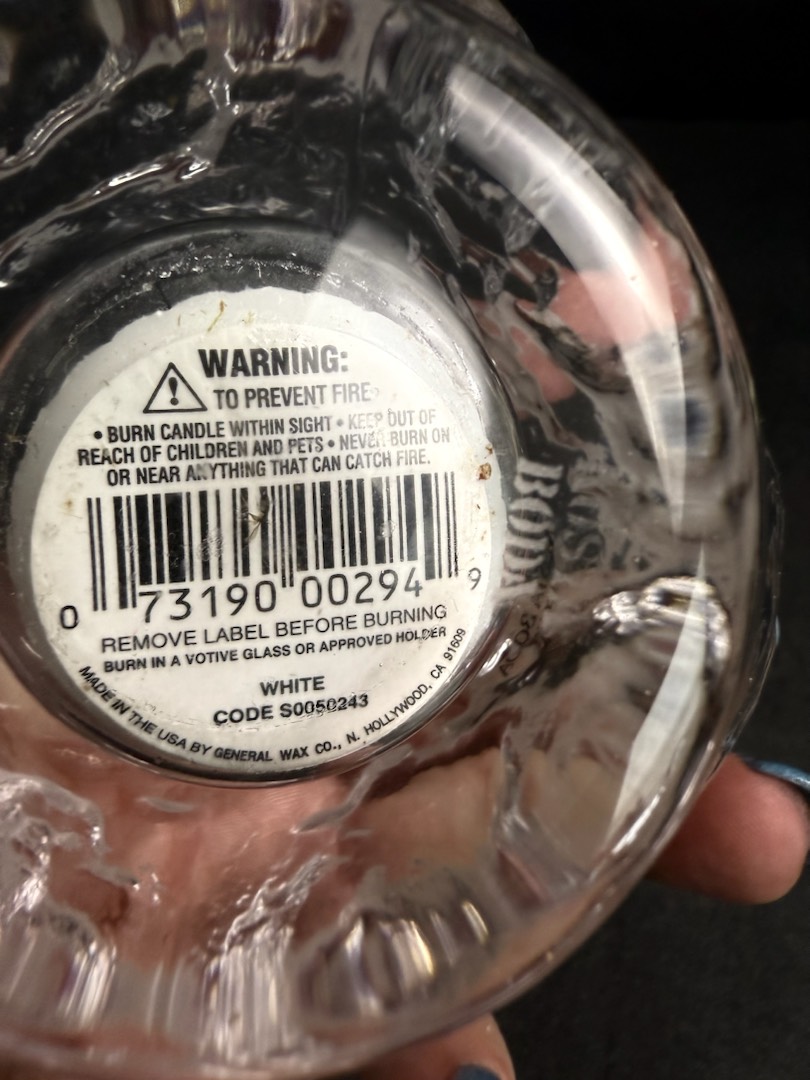 WARNING:
TO PREVENT FIRE
• BURN CANDLE WITHIN SIGHT • KEEP OUT OF
REACH OF CHILDREN AND PETS • NEVER BURN ON
OR NEAR ANYTHING THAT CAN CATCH FIRE.
0 73190 00294 9
REMOVE LABEL BEFORE BURNING
BURN IN A VOTIVE GLASS OR APPROVED HOLDER
WHITE
CODE S0050243
MADE IN THE USA BY GENERAL WAX CO., N. HOLLYWOOD, CA 91609
BODA